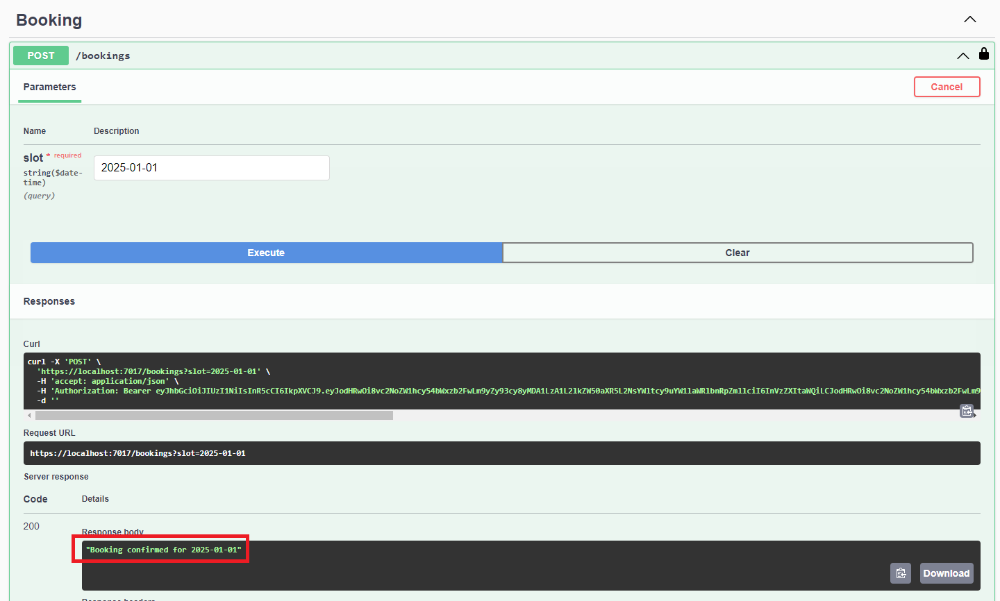 Booking
POST /bookings
Parameters
Cancel
Name Description
slot * required
string($date-
time)
(query)
2025-01-01
Execute
Clear
Responses
Curl
curl -X 'POST' \
'https://localhost:7017/bookings?slot=2025-01-01' \
-H 'accept: application/json' \
-H 'Authorization: Bearer eyJhbGciOiJIUzI1NiIsInR5cCI6IkpXVCJ9.eyJodHRwOi8vc2NoZW1hcy54bWxzb2FwLm9yZy93cy8yMDA1LzA1L2lkZW50aXR5L2NsYWltcy9uYW1laWRlbnRpZmllciI6InVzZXItaWQiLCJodHRwOi8vc2NoZW1hcy54bWxzb2FwLm9
-d ''
Request URL
https://localhost:7017/bookings?slot=2025-01-01
Server response
Code Details
200
Response body
"Booking confirmed for 2025-01-01"
Download
Response headers